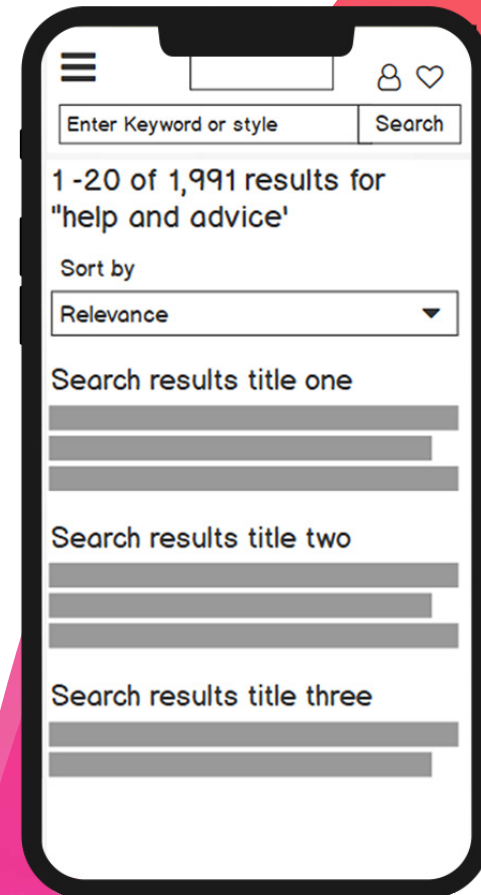 Enter Keyword or style
Search
1 -20 of 1,991 results for
"help and advice'
Sort by
Relevance
Search results title one
Search results title two
Search results title three